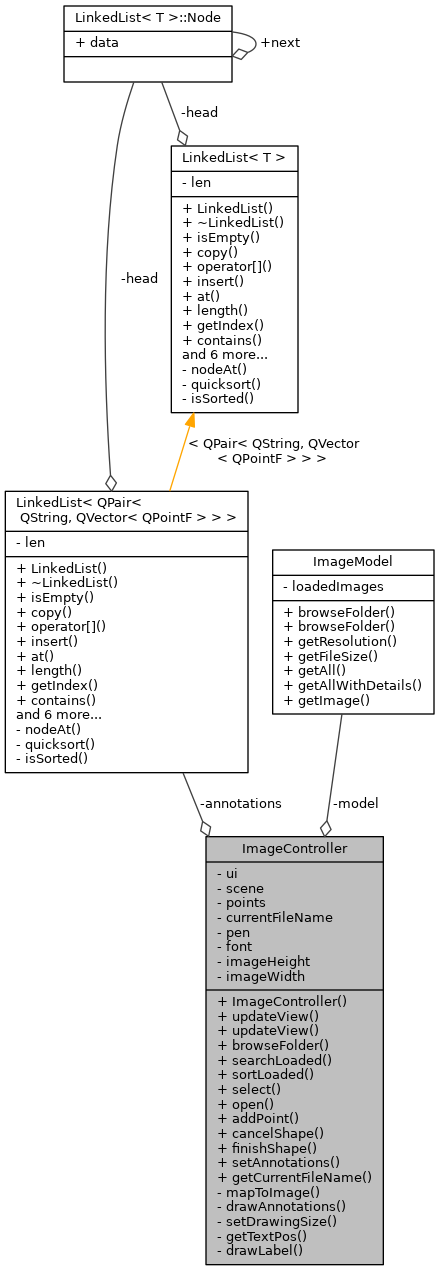 LinkedList< T >::Node
+ data
+next
-head
LinkedList< T >
- len
+ LinkedList()
+ ~LinkedList()
+ isEmpty()
+ copy()
+ operator[]()
+ insert()
+ at()
+ length()
+ getIndex()
+ contains()
and 6 more...
- nodeAt()
- quicksort()
- isSorted()
-head
< QPair< QString, QVector
< QPointF > > >
LinkedList< QPair<
QString, QVector< QPointF > > >
- len
+ LinkedList()
+ ~LinkedList()
+ isEmpty()
+ copy()
+ operator[]()
+ insert()
+ at()
+ length()
+ getIndex()
+ contains()
and 6 more...
- nodeAt()
- quicksort()
- isSorted()
ImageModel
- loadedImages
+ browseFolder()
+ browseFolder()
+ getResolution()
+ getFileSize()
+ getAll()
+ getAllWithDetails()
+ getImage()
-annotations
-model
ImageController
- ui
- scene
- points
- currentFileName
- pen
- font
- imageHeight
- imageWidth
+ ImageController()
+ updateView()
+ updateView()
+ browseFolder()
+ searchLoaded()
+ sortLoaded()
+ select()
+ open()
+ addPoint()
+ cancelShape()
+ finishShape()
+ setAnnotations()
+ getCurrentFileName()
- mapToImage()
- drawAnnotations()
- setDrawingSize()
- getTextPos()
- drawLabel()